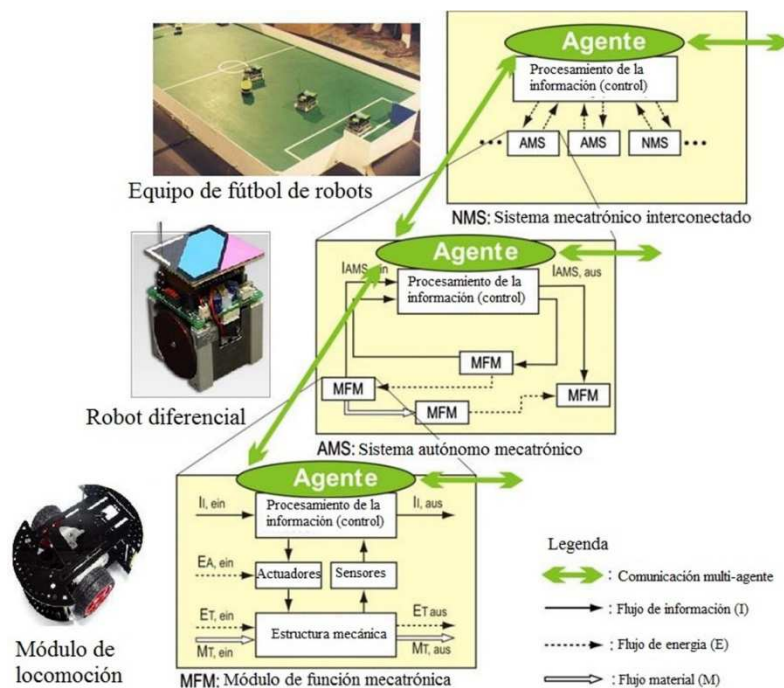 Agente
Procesamiento de la
información (control)
AMS
AMS
NMS
Equipo de fútbol de robots
NMS: Sistema mecatrónico interconectado
Agente
IAMS, ein
IAMS, aus
Procesamiento de la
información (control)
MFM
MFM
MFM
MFM
Robot diferencial
AMS: Sistema autónomo mecatrónico
Agente
II, ein
Procesamiento de la
información (control)
II, aus
EA, ein
Actuadores
Sensores
ET, ein
ET aus
Estructura mecánica
MT, ein
MT, aus
Módulo de
locomoción
MFM: Módulo de función mecatrónica
Legenda
: Comunicación multi-agente
: Flujo de información (I)
: Flujo de energia (E)
: Flujo material (M)